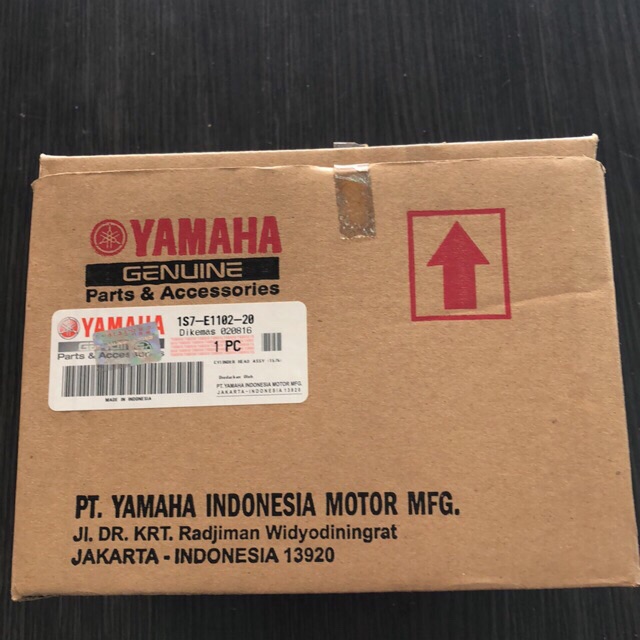 YAMAHA
GENUINE
Parts & Accessories
YAMAHA
Parts &
1S7-E1102-20
Dikemas 020816
1 PC
CYLINDER HEAD ASSY
MADE IN INDONESIA
PT. YAMAHA INDONESIA MOTOR MFG.
JAKARTA-INDONESIA 13920
PT. YAMAHA INDONESIA MOTOR MFG.
Jl. DR. KRT. Radjiman Widyodiningrat
JAKARTA - INDONESIA 13920